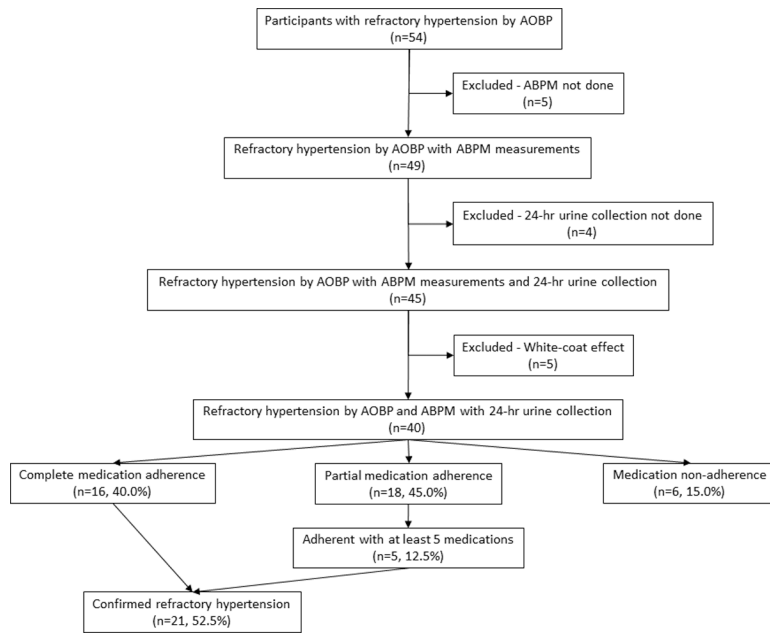 Participants with refractory hypertension by AOBP
(n=54)
Excluded - ABPM not done
(n=5)
Refractory hypertension by AOBP with ABPM measurements
(n=49)
Excluded - 24-hr urine collection not done
(n=4)
Refractory hypertension by AOBP with ABPM measurements and 24-hr urine collection
(n=45)
Excluded - White-coat effect
(n=5)
Refractory hypertension by AOBP and ABPM with 24-hr urine collection
(n=40)
Complete medication adherence
(n=16, 40.0%)
Partial medication adherence
(n=18, 45.0%)
Medication non-adherence
(n=6, 15.0%)
Adherent with at least 5 medications
(n=5, 12.5%)
Confirmed refractory hypertension
(n=21, 52.5%)